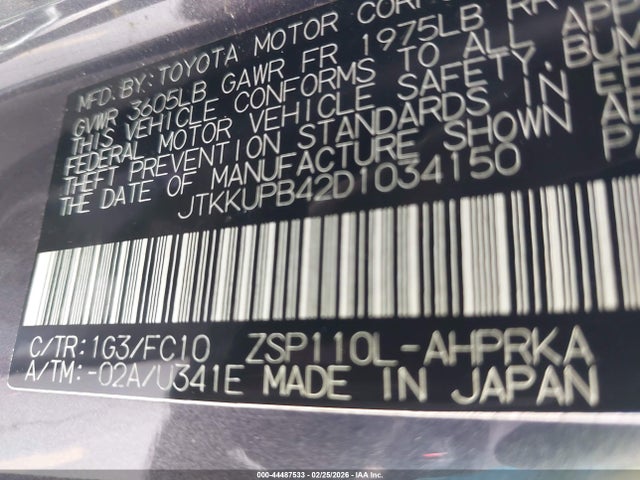 MFD. BY: TOYOTA MOTOR
GVWR 3605LB GAWR FR 1975LB RR
THIS VEHICLE CONFORMS TO ALL
FEDERAL MOTOR VEHICLE SAFETY,
THEFT PREVENTION STANDARDS IN
THE DATE OF MANUFACTURE SHOWN
JTKKUPB42D1034150
C/TR: 1G3/FC10 ZSP110L-AHPRKA
A/TM: -02A/U341E MADE IN JAPAN
000-44487533 - 02/25/2026 - IAA Inc.